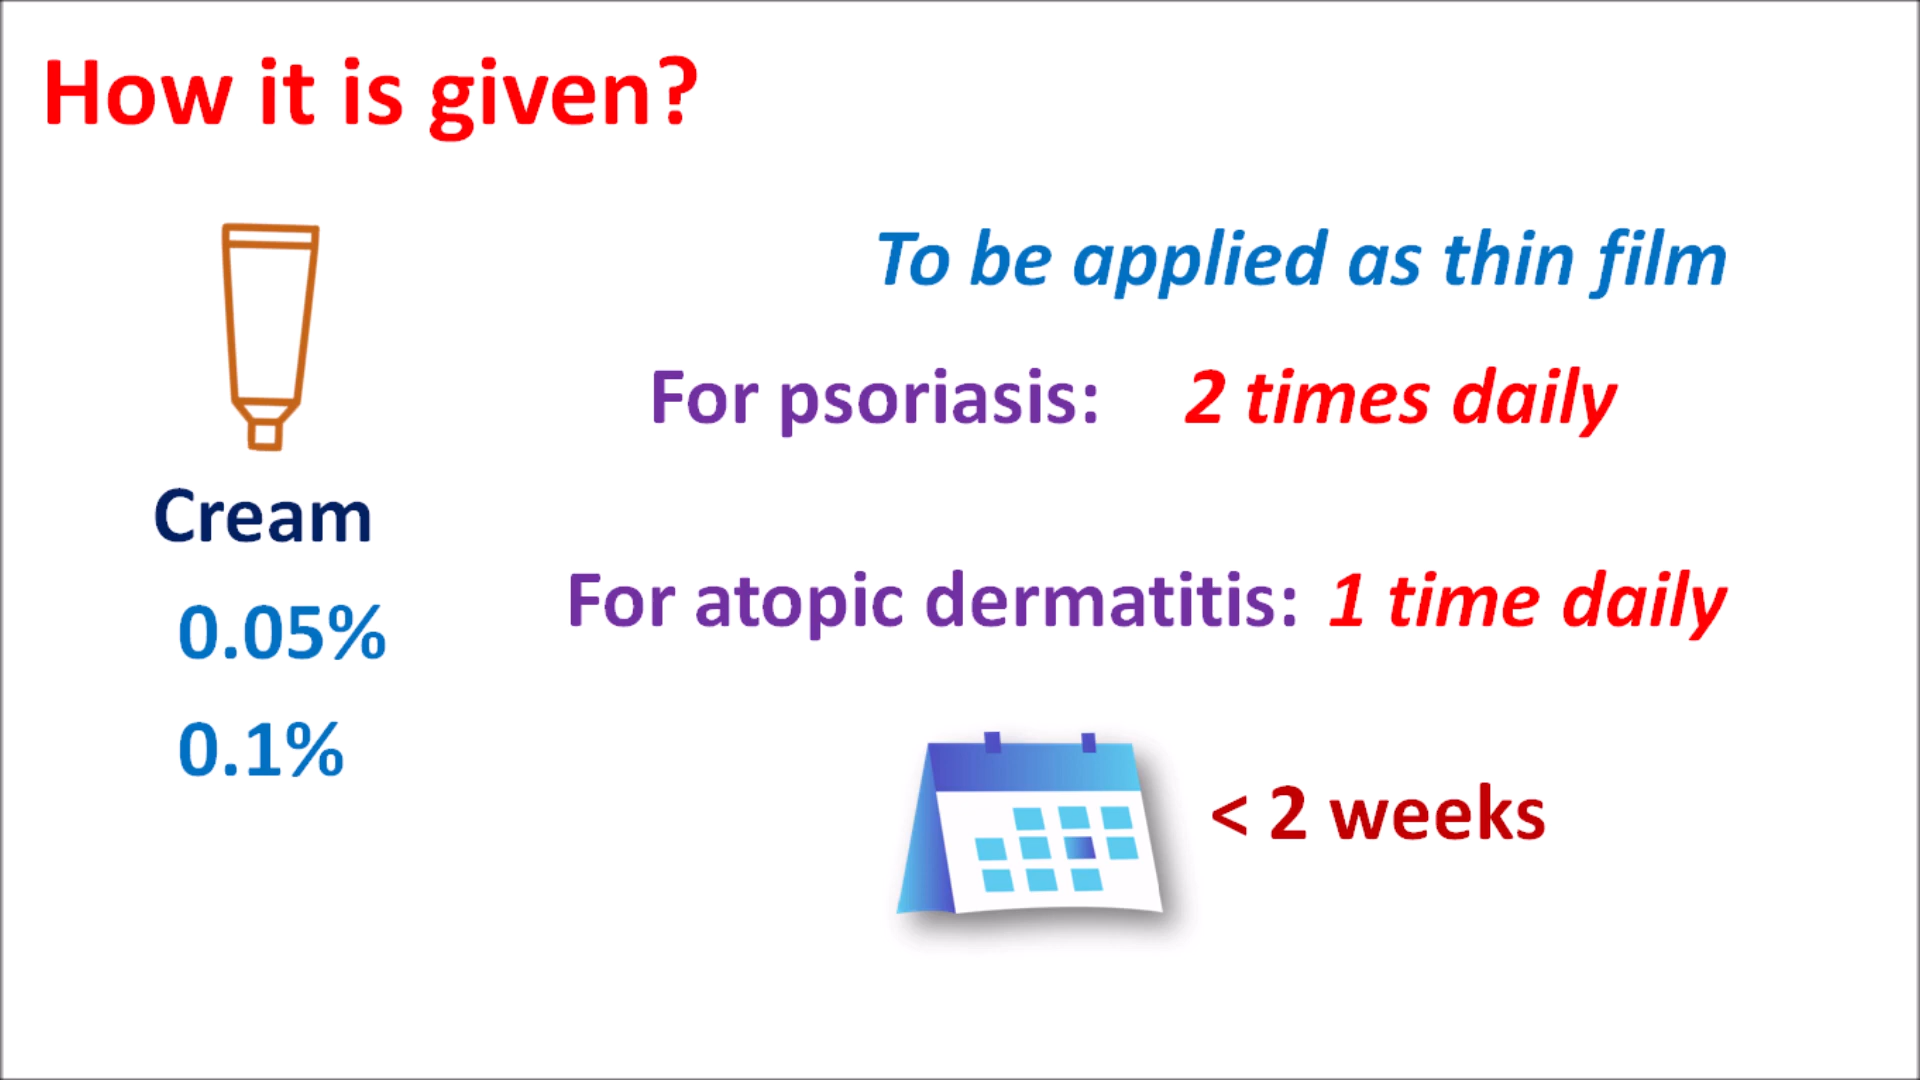 How it is given?
To be applied as thin film
For psoriasis: 2 times daily
Cream
For atopic dermatitis: 1 time daily
0.05%
0.1%
< 2 weeks